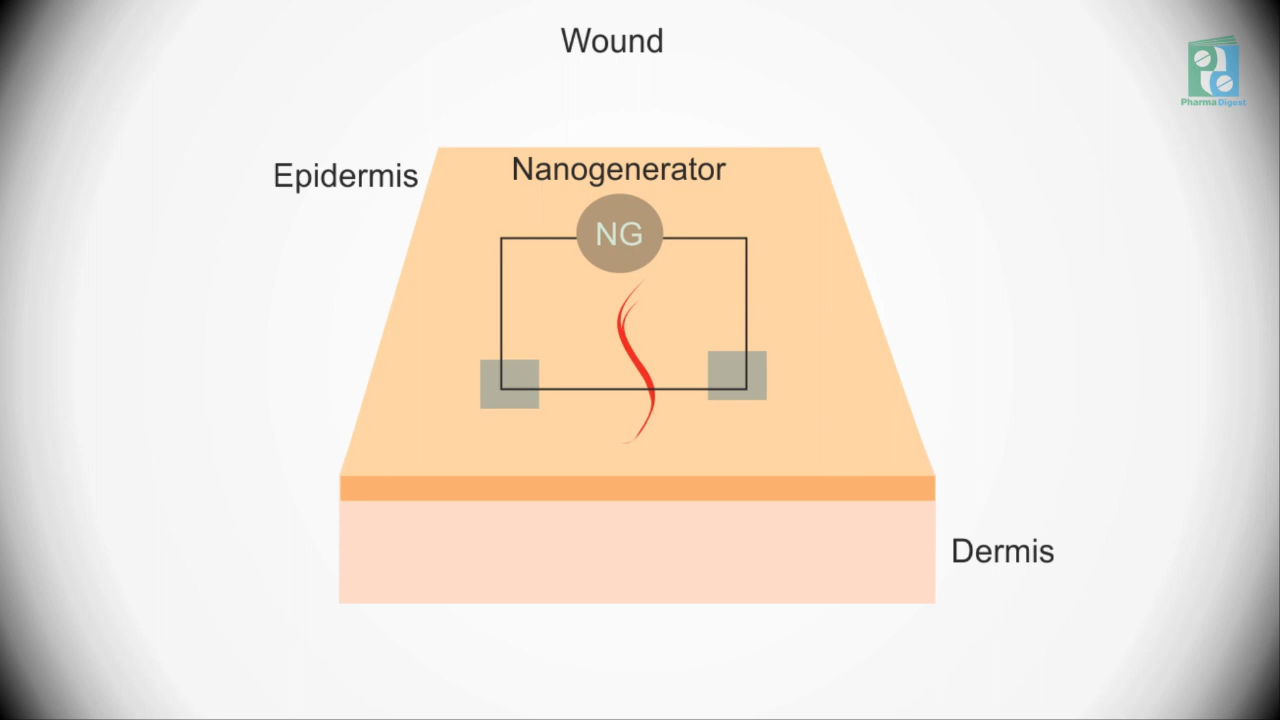 Wound
Epidermis
Nanogenerator
NG
Dermis
Pharma Digest